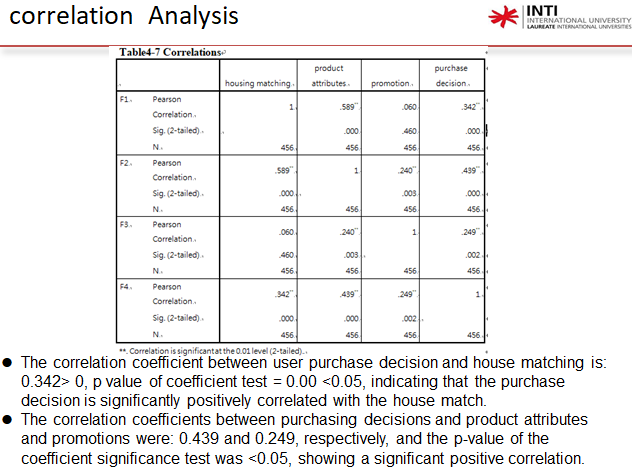 correlation Analysis
INTI
INTERNATIONAL UNIVERSITY
LAUREATE INTERNATIONAL UNIVERSITIES
Table4-7 Correlations
housing matching product attributes promotion purchase decision
F1 Pearson Correlation 1 .589** .060 .342**
Sig. (2-tailed) .000 .460 .000
N 456 456 456 456
F2 Pearson Correlation .589** 1 .240** .439**
Sig. (2-tailed) .000 .003 .000
N 456 456 456 456
F3 Pearson Correlation .060 .240** 1 .249**
Sig. (2-tailed) .460 .003 .002
N 456 456 456 456
F4 Pearson Correlation .342** .439** .249** 1
Sig. (2-tailed) .000 .000 .002
N 456 456 456 456
**. Correlation is significant at the 0.01 level (2-tailed).
● The correlation coefficient between user purchase decision and house matching is:
0.342> 0, p value of coefficient test = 0.00 <0.05, indicating that the purchase
decision is significantly positively correlated with the house match.
● The correlation coefficients between purchasing decisions and product attributes
and promotions were: 0.439 and 0.249, respectively, and the p-value of the
coefficient significance test was <0.05, showing a significant positive correlation.